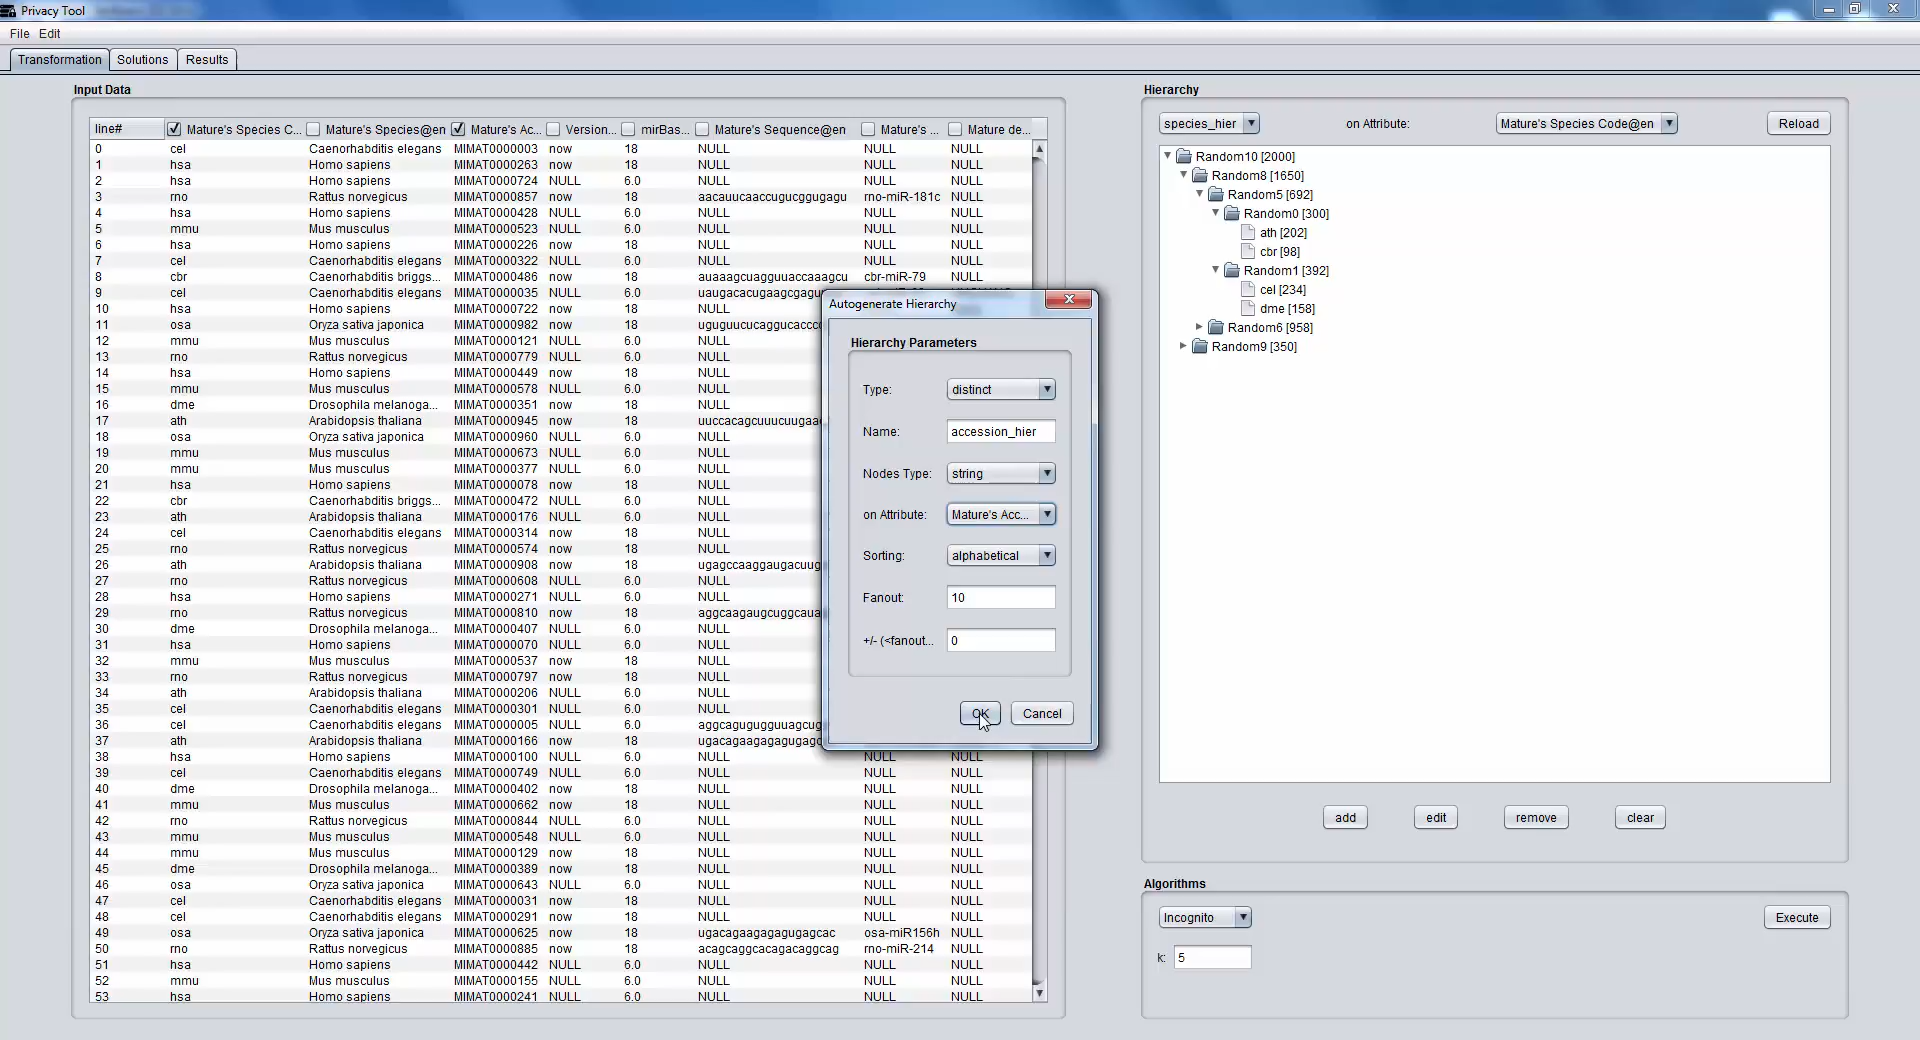 Privacy Tool
File Edit
Transformation Solutions Results
Input Data
line# Mature's Species C... Mature's Species@en Mature's Ac... Version... mirBas... Mature's Sequence@en Mature's ... Mature de...
0 cel Caenorhabditis elegans MIMAT0000003 now 18 NULL NULL NULL
1 hsa Homo sapiens MIMAT0000263 now 18 NULL NULL NULL
2 hsa Homo sapiens MIMAT0000724 NULL 6.0 NULL NULL NULL
3 rno Rattus norvegicus MIMAT0000857 now 18 aacauucaaccugucggugagu rno-miR-181c NULL
4 hsa Homo sapiens MIMAT0000428 NULL 6.0 NULL NULL NULL
5 mmu Mus musculus MIMAT0000523 NULL 6.0 NULL NULL NULL
6 hsa Homo sapiens MIMAT0000226 now 18 NULL NULL NULL
7 cel Caenorhabditis elegans MIMAT0000322 NULL 6.0 NULL NULL NULL
8 cbr Caenorhabditis briggs... MIMAT0000486 now 18 auaaagcuagguuaccaaagcu cbr-miR-79 NULL
9 cel Caenorhabditis elegans MIMAT0000035 now 18 uaugacacugaagcgagu
10 hsa Homo sapiens MIMAT0000722 now 18 NULL
11 osa Oryza sativa japonica MIMAT0000982 now 18 uguguucucaggucaccc
12 mmu Mus musculus MIMAT0000121 now 18 NULL
13 rno Rattus norvegicus MIMAT0000779 now 18 NULL
14 hsa Homo sapiens MIMAT0000449 now 18 NULL
15 mmu Mus musculus MIMAT0000578 NULL 6.0 NULL
16 dme Drosophila melanoga... MIMAT0000351 now 18 NULL
17 ath Arabidopsis thaliana MIMAT0000945 now 18 uuccacagcuuucuugaa
18 osa Oryza sativa japonica MIMAT0000960 NULL 6.0 NULL
19 mmu Mus musculus MIMAT0000673 NULL 6.0 NULL
20 mmu Mus musculus MIMAT0000377 NULL 6.0 NULL
21 hsa Homo sapiens MIMAT0000078 now 18 NULL
22 cbr Caenorhabditis briggs... MIMAT0000472 NULL 6.0 NULL
23 ath Arabidopsis thaliana MIMAT0000176 NULL 6.0 NULL
24 cel Caenorhabditis elegans MIMAT0000314 now 18 NULL
25 rno Rattus norvegicus MIMAT0000574 now 18 NULL
26 ath Arabidopsis thaliana MIMAT0000908 now 18 ugagccaaggaugacuug
27 rno Rattus norvegicus MIMAT0000608 NULL 6.0 NULL
28 hsa Homo sapiens MIMAT0000271 NULL 6.0 NULL
29 rno Rattus norvegicus MIMAT0000810 now 18 aggcaagaugcuggcaua
30 dme Drosophila melanoga... MIMAT0000407 NULL 6.0 NULL
31 hsa Homo sapiens MIMAT0000070 NULL 6.0 NULL
32 mmu Mus musculus MIMAT0000537 now 18 NULL
33 rno Rattus norvegicus MIMAT0000797 now 18 NULL
34 ath Arabidopsis thaliana MIMAT0000206 NULL 6.0 NULL
35 cel Caenorhabditis elegans MIMAT0000301 NULL 6.0 NULL
36 cel Caenorhabditis elegans MIMAT0000005 NULL 6.0 aggcagugugguuagcug
37 ath Arabidopsis thaliana MIMAT0000166 now 18 ugacagaagagagugagc
38 hsa Homo sapiens MIMAT0000100 NULL 6.0 NULL NULL NULL
39 cel Caenorhabditis elegans MIMAT0000749 NULL 6.0 NULL NULL NULL
40 dme Drosophila melanoga... MIMAT0000402 now 18 NULL NULL NULL
41 mmu Mus musculus MIMAT0000662 now 18 NULL NULL NULL
42 rno Rattus norvegicus MIMAT0000844 now 18 NULL NULL NULL
43 mmu Mus musculus MIMAT0000548 now 18 NULL NULL NULL
44 mmu Mus musculus MIMAT0000129 now 18 NULL NULL NULL
45 dme Drosophila melanoga... MIMAT0000389 now 18 NULL NULL NULL
46 osa Oryza sativa japonica MIMAT0000643 NULL 6.0 NULL NULL NULL
47 cel Caenorhabditis elegans MIMAT0000031 now 18 NULL NULL NULL
48 cel Caenorhabditis elegans MIMAT0000291 now 18 NULL NULL NULL
49 osa Oryza sativa japonica MIMAT0000625 now 18 ugacagaagagagugagcac osa-miR156h NULL
50 rno Rattus norvegicus MIMAT0000885 now 18 acagcaggcacagacaggcag rno-miR-214 NULL
51 hsa Homo sapiens MIMAT0000442 NULL 6.0 NULL NULL NULL
52 mmu Mus musculus MIMAT0000155 now 18 NULL NULL NULL
53 hsa Homo sapiens MIMAT0000241 NULL 6.0 NULL NULL NULL
Autogenerate Hierarchy
Hierarchy Parameters
Type: distinct
Name: accession_hier
Nodes Type: string
on Attribute: Mature's Acc...
Sorting: alphabetical
Fanout: 10
+/- (<fanout... 0
OK Cancel
Hierarchy
species_hier on Attribute: Mature's Species Code@en Reload
Random10 [2000]
Random8 [1650]
Random5 [692]
Random0 [300]
ath [202]
cbr [98]
Random1 [392]
cel [234]
dme [158]
Random6 [958]
Random9 [350]
add edit remove clear
Algorithms
Incognito Execute
k: 5